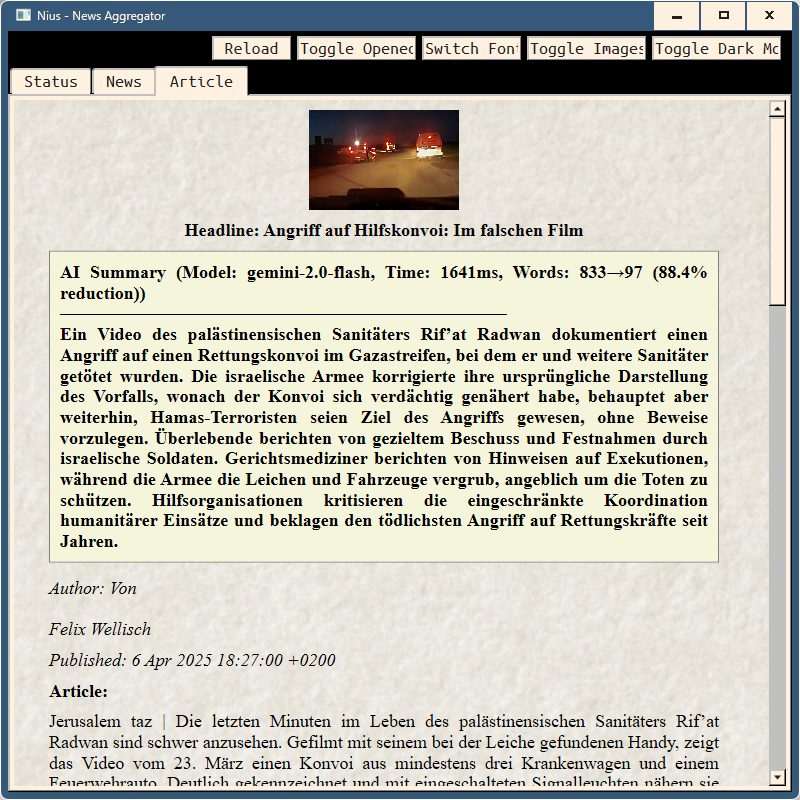 Nius - News Aggregator
Reload Toggle Opened Switch Font Toggle Images Toggle Dark Mo
Status News Article
Headline: Angriff auf Hilfskonvoi: Im falschen Film
AI Summary (Model: gemini-2.0-flash, Time: 1641ms, Words: 833→97 (88.4%
reduction))
Ein Video des palästinensischen Sanitäters Rif’at Radwan dokumentiert einen
Angriff auf einen Rettungskonvoi im Gazastreifen, bei dem er und weitere Sanitäter
getötet wurden. Die israelische Armee korrigierte ihre ursprüngliche Darstellung
des Vorfalls, wonach der Konvoi sich verdächtig genähert habe, behauptet aber
weiterhin, Hamas-Terroristen seien Ziel des Angriffs gewesen, ohne Beweise
vorzulegen. Überlebende berichten von gezieltem Beschuss und Festnahmen durch
israelische Soldaten. Gerichtsmediziner berichten von Hinweisen auf Exekutionen,
während die Armee die Leichen und Fahrzeuge vergrub, angeblich um die Toten zu
schützen. Hilfsorganisationen kritisieren die eingeschränkte Koordination
humanitärer Einsätze und beklagen den tödlichsten Angriff auf Rettungskräfte seit
Jahren.
Author: Von
Felix Wellisch
Published: 6 Apr 2025 18:27:00 +0200
Article:
Jerusalem taz | Die letzten Minuten im Leben des palästinensischen Sanitäters Rif’at
Radwan sind schwer anzusehen. Gefilmt mit seinem bei der Leiche gefundenen Handy, zeigt
das Video vom 23. März einen Konvoi aus mindestens drei Krankenwagen und einem
Feuerwehrauto. Deutlich gekennzeichnet und mit eingeschalteten Signalleuchten nähern sie